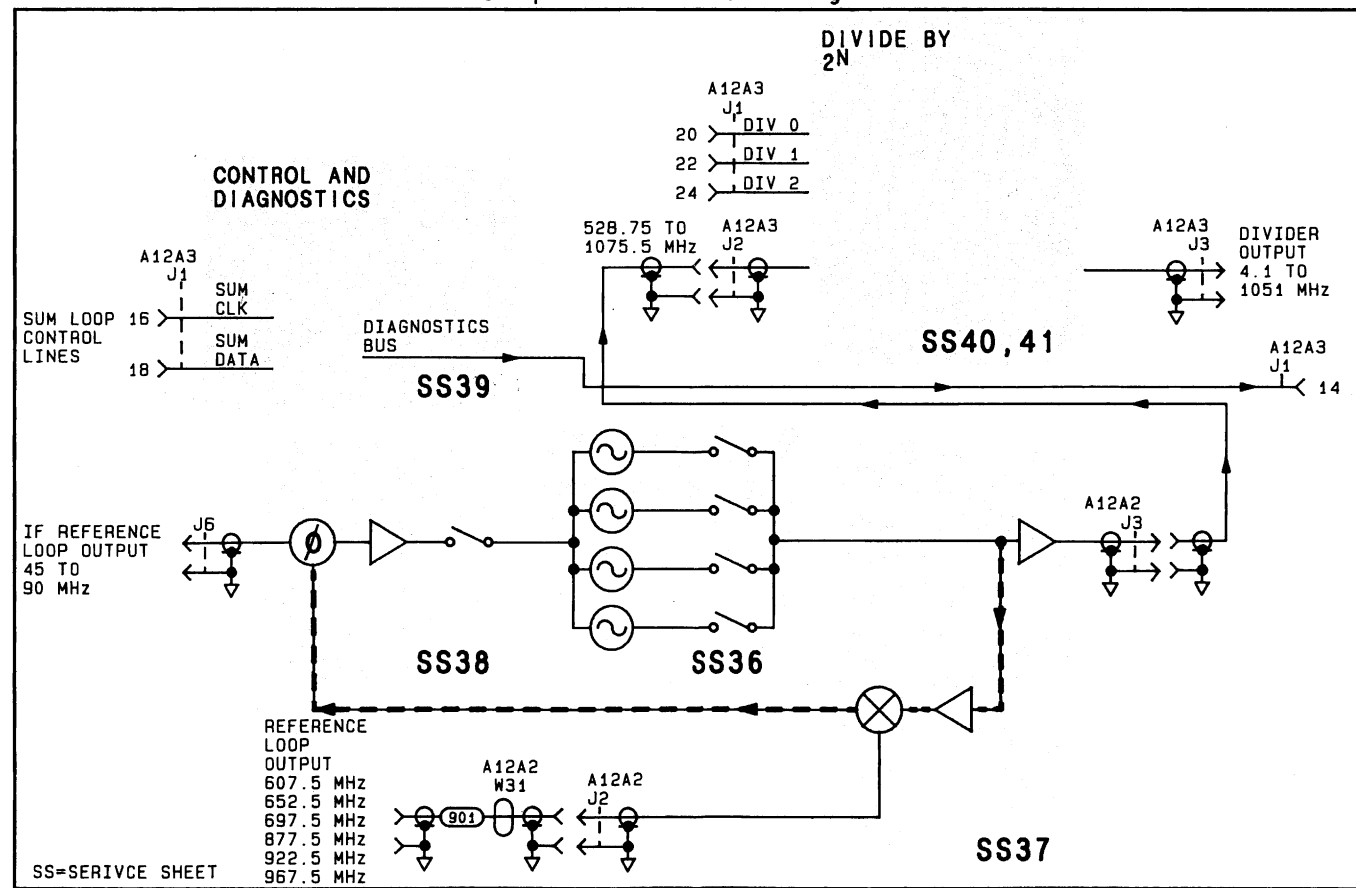 DIVIDE BY
2N
A12A3
J1
20 DIV 0
22 DIV 1
24 DIV 2
CONTROL AND
DIAGNOSTICS
528.75 TO
1075.5 MHz
A12A3
J2
A12A3
J3
DIVIDER
OUTPUT
4.1 TO
1051 MHz
A12A3
J1
SUM LOOP
CONTROL
LINES
16
SUM
CLK
18
SUM
DATA
DIAGNOSTICS
BUS
SS39
SS40,41
A12A3
J1
14
IF REFERENCE
LOOP OUTPUT
45 TO
90 MHz
J6
ϕ
A12A2
J3
SS38
SS36
REFERENCE
LOOP
OUTPUT
607.5 MHz
652.5 MHz
697.5 MHz
877.5 MHz
922.5 MHz
967.5 MHz
901
A12A2
W31
A12A2
J2
SS37
SS=SERIVCE SHEET